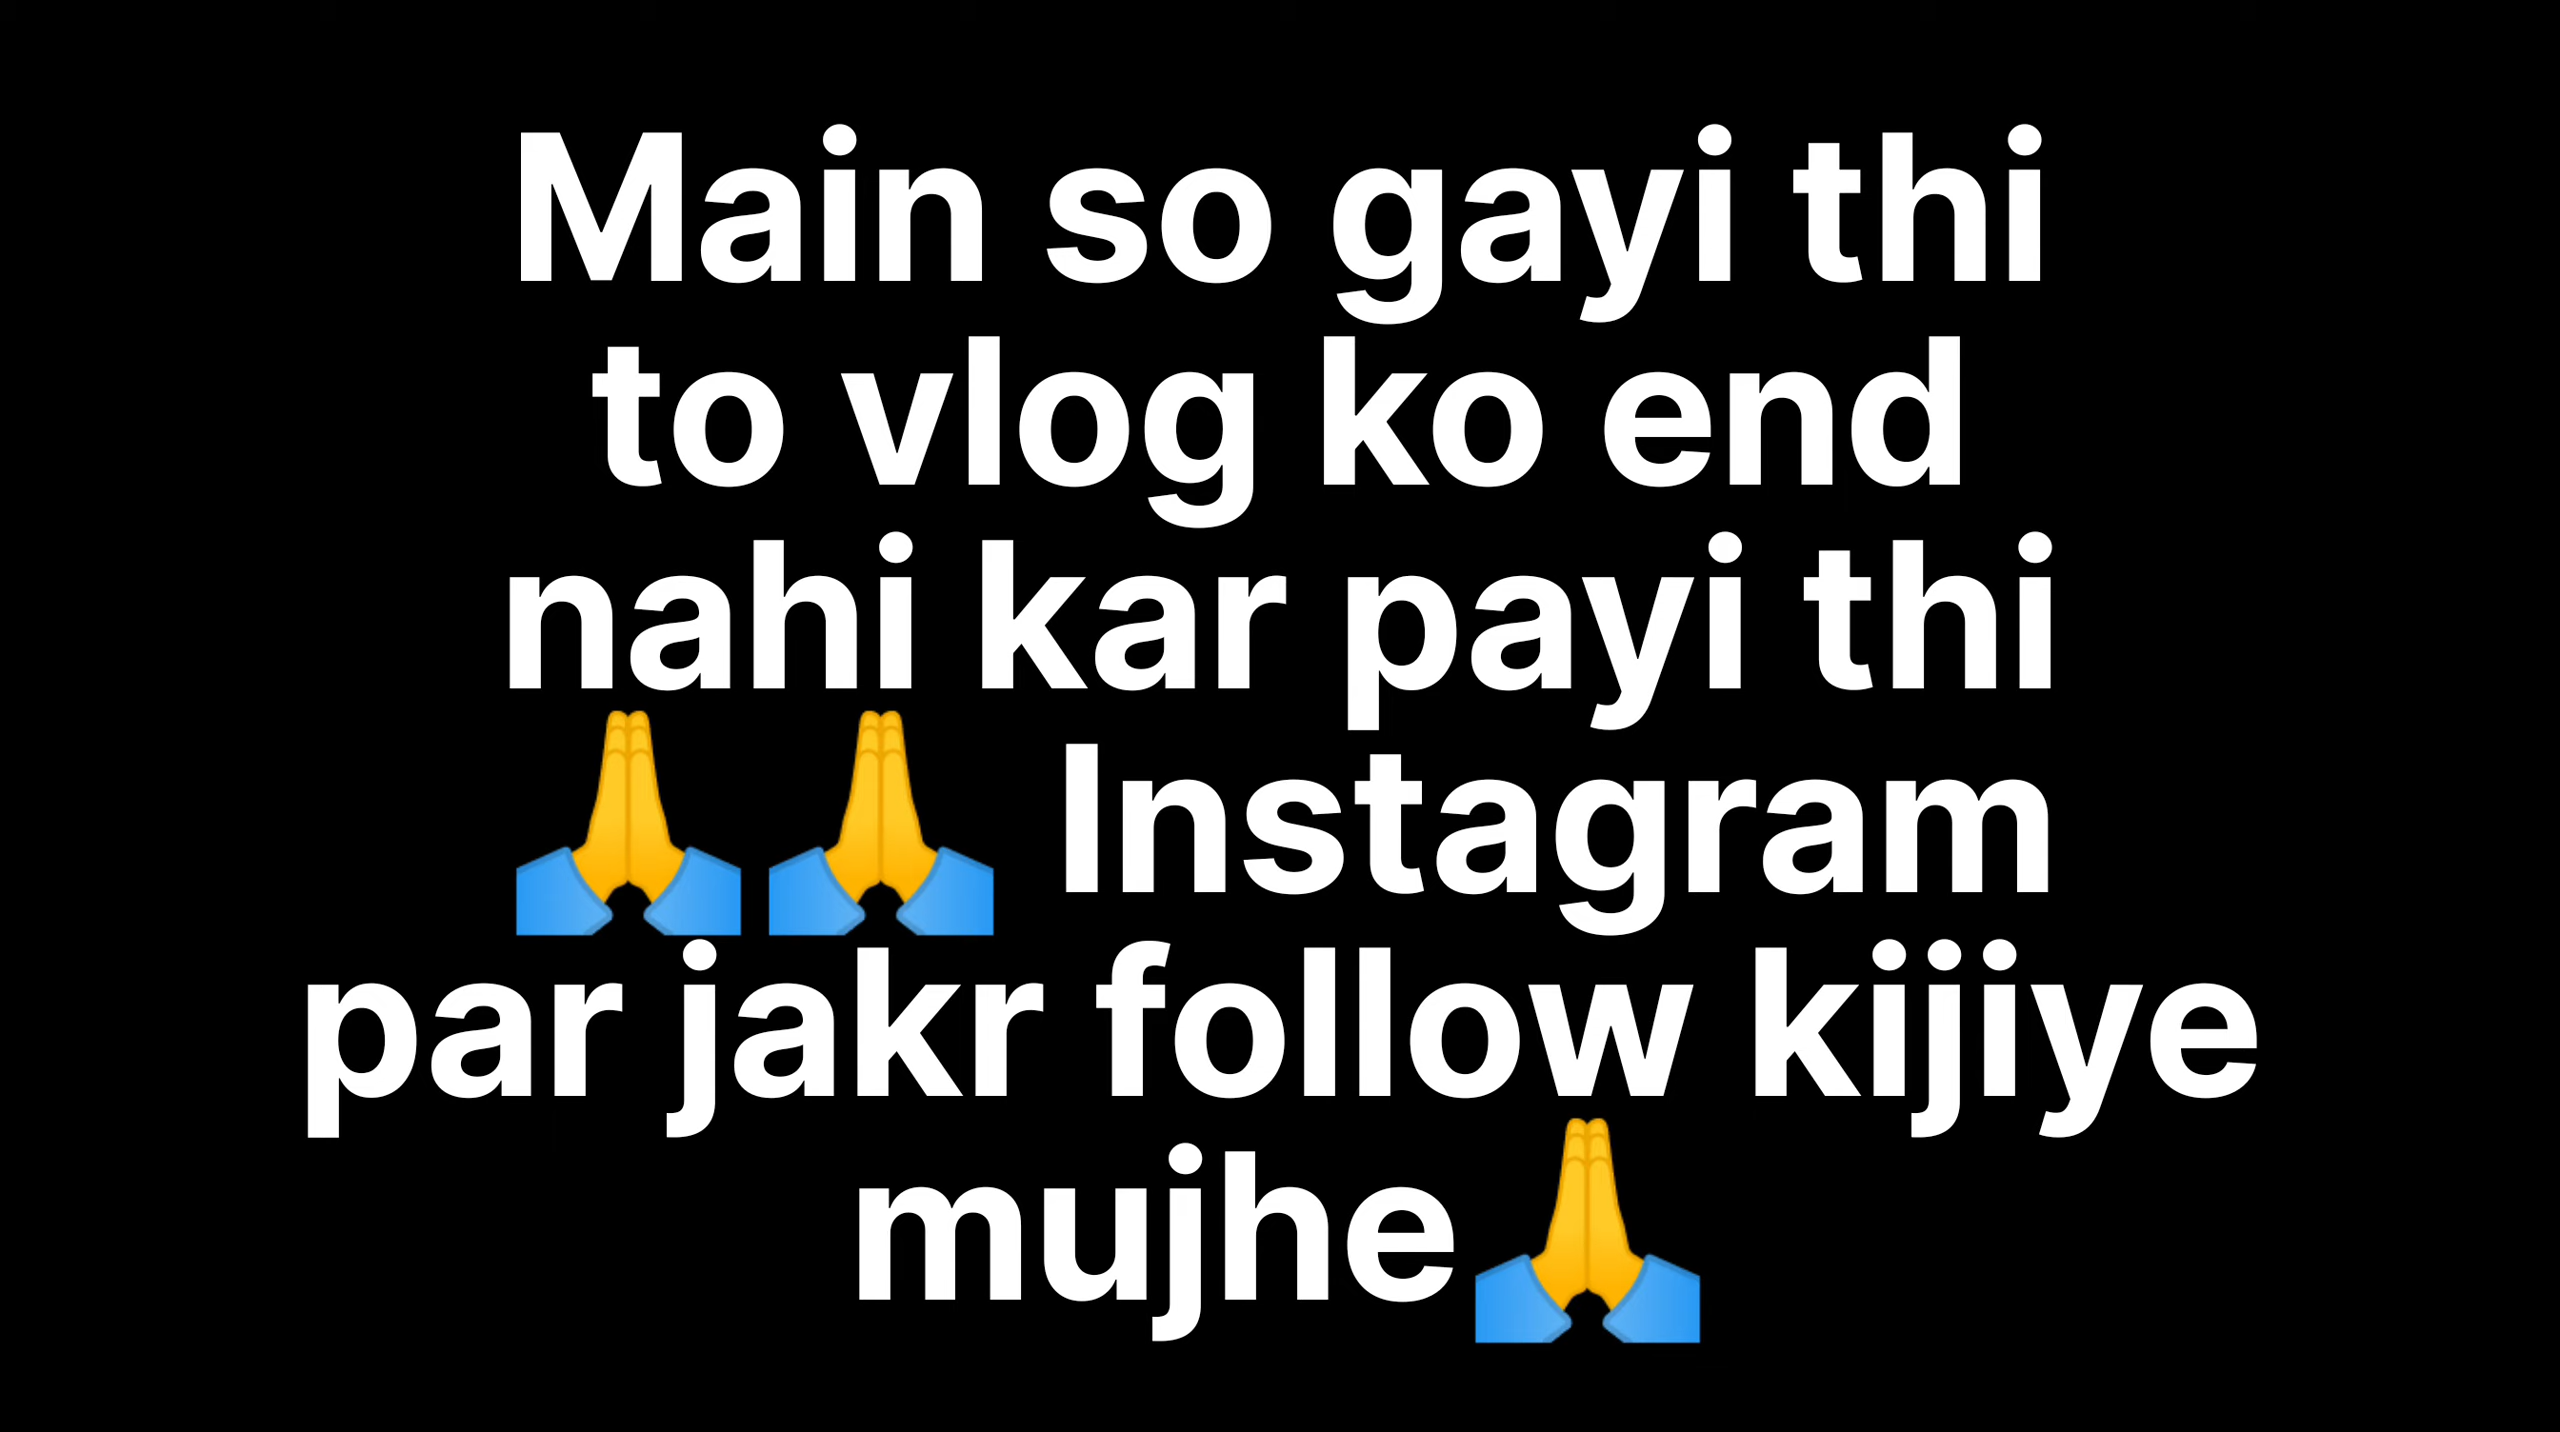 Main so gayi thi
to vlog ko end
nahi kar payi thi
🙏🙏 Instagram
par jakr follow kijiye
mujhe🙏